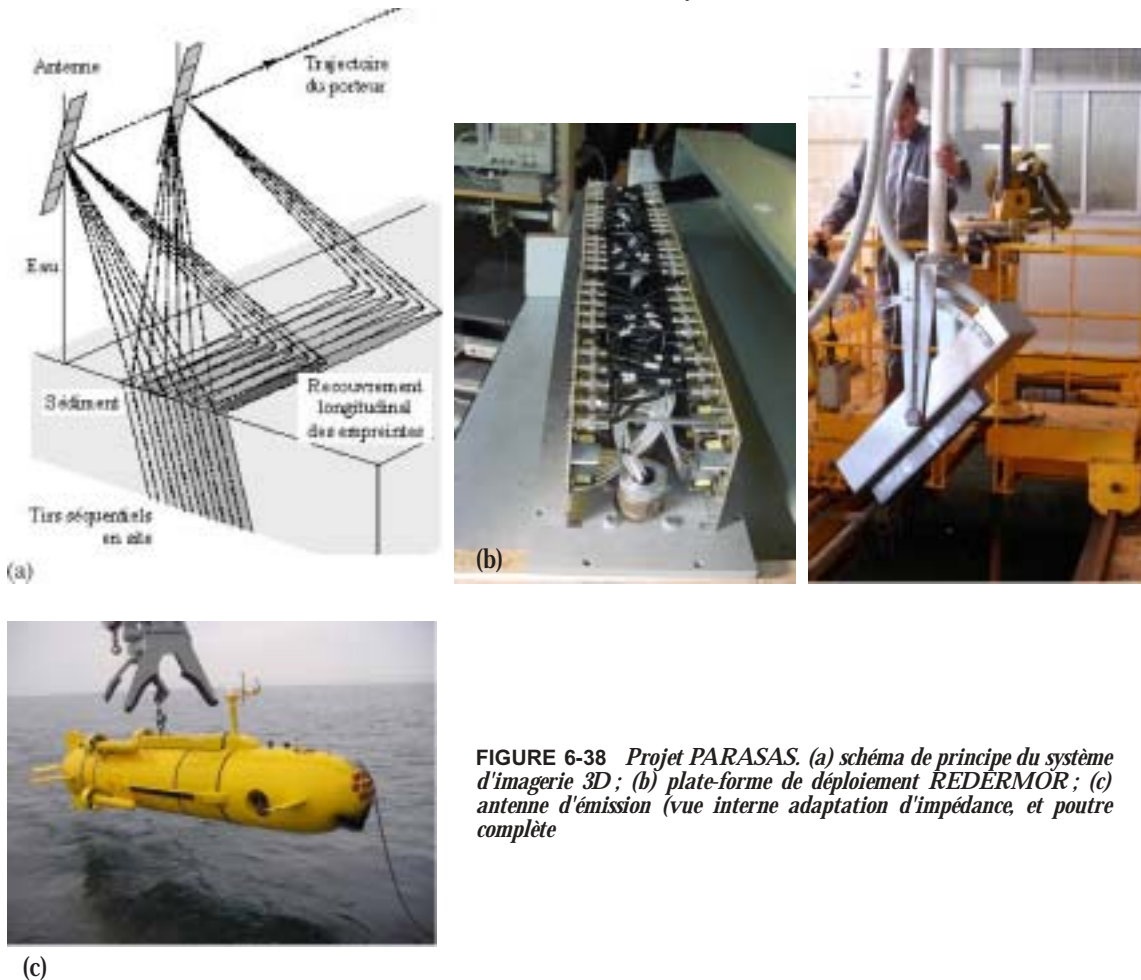 Antenne
Trajectoire
du porteur
Eau
Sédiment
Recouvrement
longitudinal
des empreintes
Tirs séquentiels
en site
(a)
(b)
(c)
FIGURE 6-38 Projet PARASAS. (a) schéma de principe du système
d'imagerie 3D ; (b) plate-forme de déploiement REDERMOR ; (c)
antenne d'émission (vue interne adaptation d'impédance, et poutre
complète